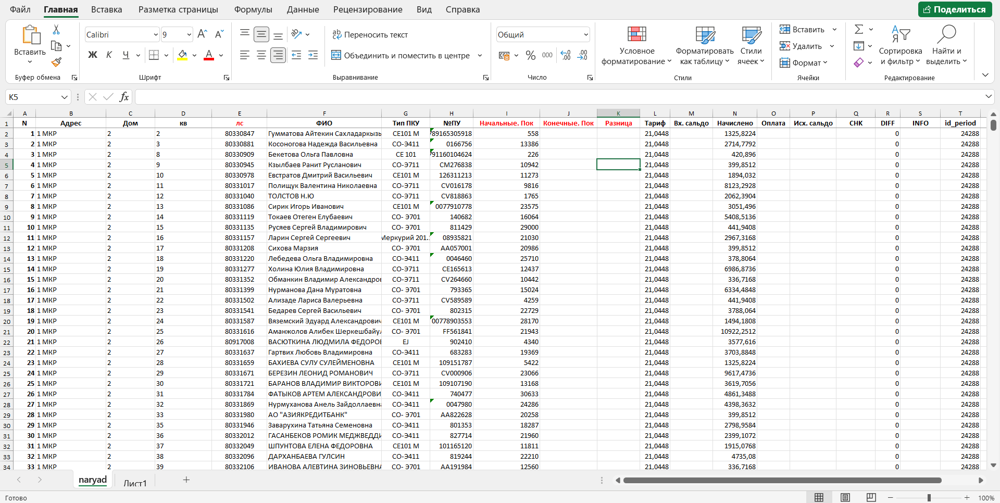 Файл Главная Вставка Разметка страницы Формулы Данные Рецензирование Вид Справка Поделиться
Calibri 9 Переносить текст Общий Вставить
Вставить Удалить
Ж К Ч Объединить и поместить в центре % 000 Условное форматирование Форматировать как таблицу Стили ячеек Формат Сортировка и фильтр Найти и выделить
Буфер обмена Шрифт Выравнивание Число Стили Ячейки Редактирование
K5 fx
A B C D E F G H I J K L M N O P Q R S T
1 N Адрес Дом кв лс ФИО Тип ПКУ №ПУ Начальные. Пок Конечные. Пок Разница Тариф Вх. сальдо Начислено Оплата Исх. сальдо CHK DIFF INFO id_period
2 1 1 МКР 2 2 80330847 Гумматова Айтекин Сахладаркызь СЕ101 М 789165305918 558 21,0448 1325,8224 0 24288
3 2 1 МКР 2 3 80330881 Косоногова Надежда Васильевна СО-Э411 0166756 13386 21,0448 2714,7792 0 24288
4 3 1 МКР 2 8 80330909 Бекетова Ольга Павловна СЕ 101 791160104624 226 21,0448 420,896 0 24288
5 4 1 МКР 2 9 80330945 Кзылбаев Ранит Русланович СО-Э711 CM276838 10942 21,0448 399,8512 0 24288
6 5 1 МКР 2 10 80330978 Евстратов Дмитрий Васильевич СЕ101 М 126311213 11273 21,0448 1894,032 0 24288
7 6 1 МКР 2 11 80331017 Полищук Валентина Николаевна СО-Э711 CV016178 9816 21,0448 8123,2928 0 24288
8 7 1 МКР 2 12 80331040 ТОЛСТОВ Н.Ю СО-Э711 CV818863 1765 21,0448 2062,3904 0 24288
9 8 1 МКР 2 13 80331086 Сирик Игорь Иванович СЕ101 М 0077910778 23575 21,0448 3051,496 0 24288
10 9 1 МКР 2 14 80331119 Токаев Отеген Елубаевич СО- Э701 140682 16064 21,0448 5408,5136 0 24288
11 10 1 МКР 2 15 80331135 Русяев Сергей Владимирович СО- Э701 811429 29000 21,0448 441,9408 0 24288
12 11 1 МКР 2 16 80331157 Ларин Сергей Сергеевич Меркурий 201. 08935821 21030 21,0448 2967,3168 0 24288
13 12 1 МКР 2 17 80331208 Сихова Марзия СО- Э701 AA057001 20986 21,0448 399,8512 0 24288
14 13 1 МКР 2 18 80331220 Лебедева Ольга Владимировна СО-Э411 0046460 25710 21,0448 378,8064 0 24288
15 14 1 МКР 2 19 80331277 Холина Юлия Владимировна СО-Э711 CE165613 12437 21,0448 6986,8736 0 24288
16 15 1 МКР 2 20 80331352 Обманкин Владимир Александров СО-Э711 CV264660 10442 21,0448 336,7168 0 24288
17 16 1 МКР 2 21 80331399 Нурманова Дана Муратовна СО- Э701 793365 15024 21,0448 6334,4848 0 24288
18 17 1 МКР 2 22 80331502 Ализаде Лариса Валерьевна СО-Э711 CV589589 4259 21,0448 441,9408 0 24288
19 18 1 МКР 2 23 80331541 Бедарев Сергей Васильевич СО- Э701 802315 22729 21,0448 3788,064 0 24288
20 19 1 МКР 2 24 80331587 Вяземский Эдуард Александрович СЕ101 М 00778903553 28170 21,0448 1494,1808 0 24288
21 20 1 МКР 2 25 80331616 Аманжолов Алибек Шеркешбайул СО- Э701 FF561841 21943 21,0448 10922,2512 0 24288
22 21 1 МКР 2 26 80917008 ВАСЮТКИНА ЛЮДМИЛА ФЕДОРОВ EJ 902410 4340 21,0448 3577,616 0 24288
23 22 1 МКР 2 27 80331637 Гартвих Любовь Владимировна СО-Э411 683283 19369 21,0448 3703,8848 0 24288
24 23 1 МКР 2 28 80331659 БАХИЕВА СУЛУ СУЛЕЙМЕНОВНА СЕ101 М 109151787 5422 21,0448 1325,8224 0 24288
25 24 1 МКР 2 29 80331671 БЕРЕЗИН ЛЕОНИД РОМАНОВИЧ СО-Э711 CV000906 23066 21,0448 9617,4736 0 24288
26 25 1 МКР 2 30 80331721 БАРАНОВ ВЛАДИМИР ВИКТОРОВИ СЕ101 М 109107190 13168 21,0448 3619,7056 0 24288
27 26 1 МКР 2 31 80331784 ФАТЫКОВ АРТЕМ АЛЕКСАНДРОВИ СО-Э411 740477 30633 21,0448 4861,3488 0 24288
28 27 1 МКР 2 32 80331869 Нурмуханова Анель Зайдоллаевна СО-Э411 0047980 24286 21,0448 4398,3632 0 24288
29 28 1 МКР 2 33 80331980 АО "АЗИЯКРЕДИТБАНК" СО- Э701 AA822628 20258 21,0448 399,8512 0 24288
30 29 1 МКР 2 35 80331946 Заварухина Татьяна Семеновна СО-Э411 801353 18287 21,0448 2798,9584 0 24288
31 30 1 МКР 2 36 80332012 ГАСАНБЕКОВ РОМИК МЕДЖВЕДДИ СО-Э411 827714 21960 21,0448 2399,1072 0 24288
32 31 1 МКР 2 37 80332049 ШПУНТОВА ЕЛЕНА ФЕДОРОВНА СЕ101 М 101165120 11811 21,0448 1915,0768 0 24288
33 32 1 МКР 2 38 80332096 ДАРХАНБАЕВА ГУЛСИН СО-Э411 819244 22210 21,0448 4735,08 0 24288
34 33 1 МКР 2 39 80332106 ИВАНОВА АЛЕВТИНА ЗИНОВЬЕВНА СО- Э701 AA191984 12560 21,0448 336,7168 0 24288
naryad Лист1
Готово 100%